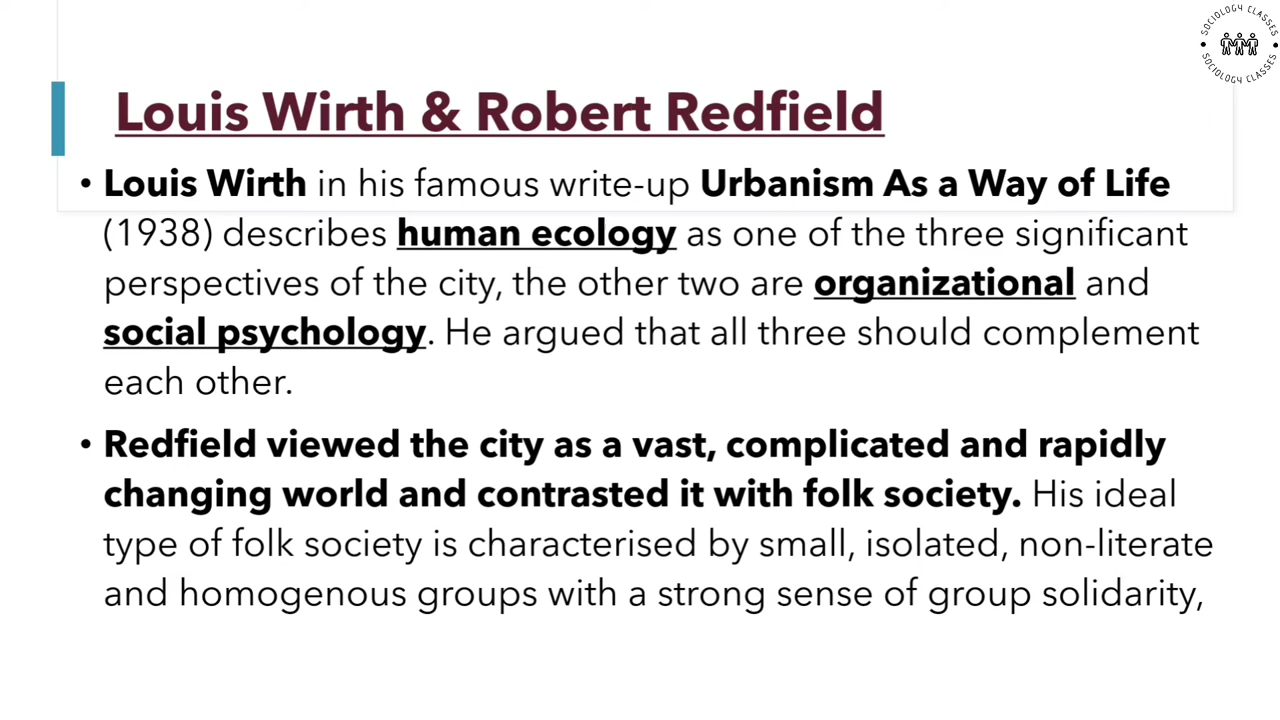 SOCIOLOGY CLASSES
SOCIOLOGY CLASSES
Louis Wirth & Robert Redfield
• Louis Wirth in his famous write-up Urbanism As a Way of Life
(1938) describes human ecology as one of the three significant
perspectives of the city, the other two are organizational and
social psychology. He argued that all three should complement
each other.
• Redfield viewed the city as a vast, complicated and rapidly
changing world and contrasted it with folk society. His ideal
type of folk society is characterised by small, isolated, non-literate
and homogenous groups with a strong sense of group solidarity,